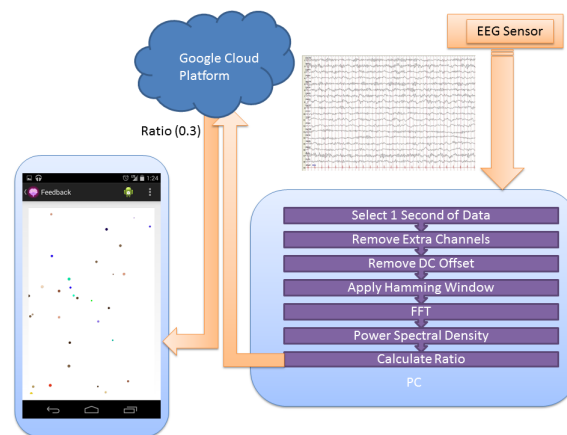 EEG Sensor
Google Cloud
Platform
Ratio (0.3)
1:24
Feedback
Select 1 Second of Data
Remove Extra Channels
Remove DC Offset
Apply Hamming Window
FFT
Power Spectral Density
Calculate Ratio
PC